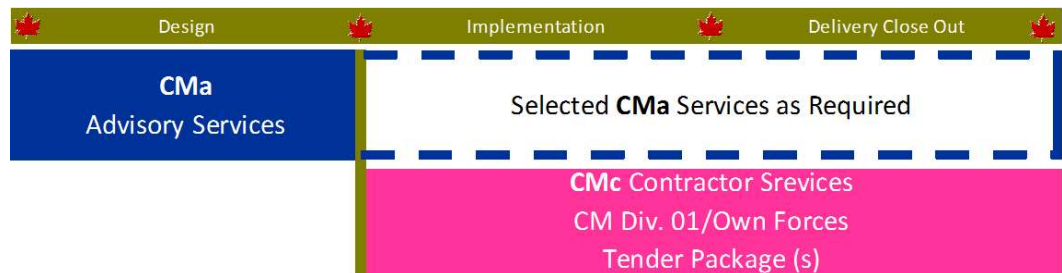 Design
Implementation
Delivery Close Out
CMa
Advisory Services
Selected CMa Services as Required
CMc Contractor Srevices
CM Div. 01/Own Forces
Tender Package (s)